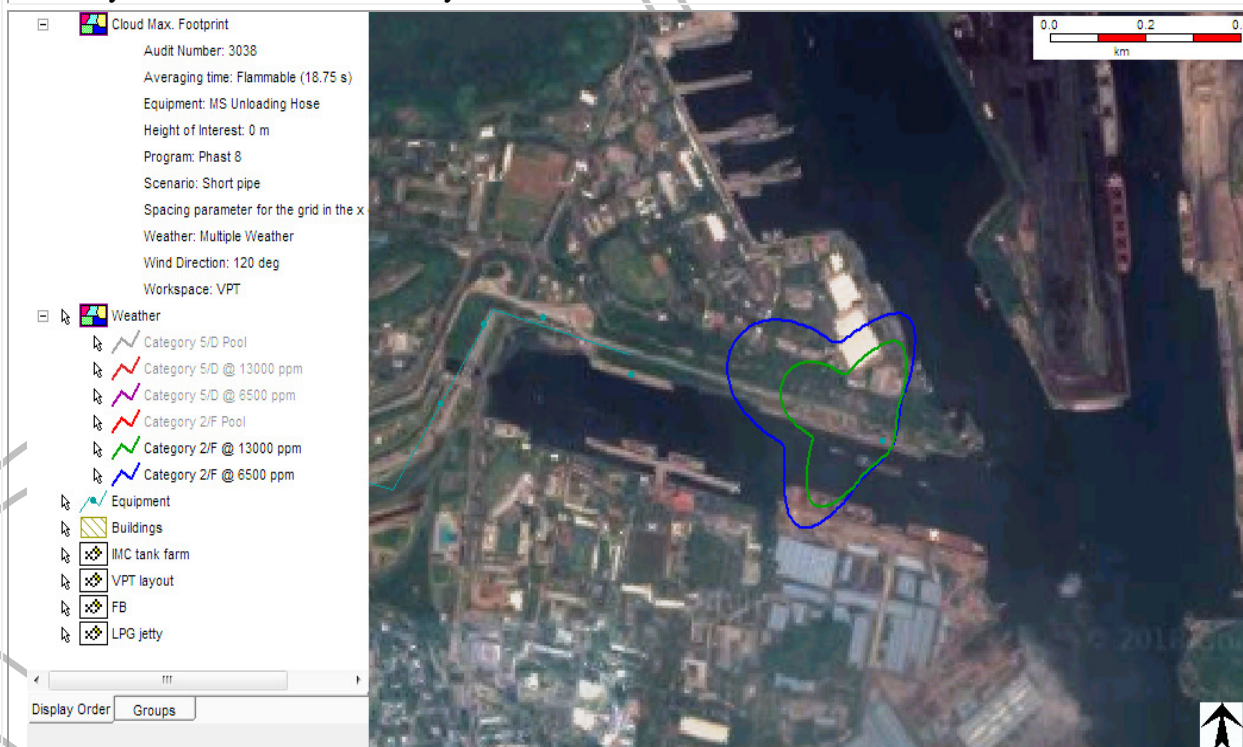 Cloud Max. Footprint
Audit Number: 3038
Averaging time: Flammable (18.75 s)
Equipment: MS Unloading Hose
Height of Interest: 0 m
Program: Phast 8
Scenario: Short pipe
Spacing parameter for the grid in the x
Weather: Multiple Weather
Wind Direction: 120 deg
Workspace: VPT
Weather
Category 5/D Pool
Category 5/D @ 13000 ppm
Category 5/D @ 6500 ppm
Category 2/F Pool
Category 2/F @ 13000 ppm
Category 2/F @ 6500 ppm
Equipment
Buildings
IMC tank farm
VPT layout
FB
LPG jetty
Display Order Groups
0.0 0.2 0.
km